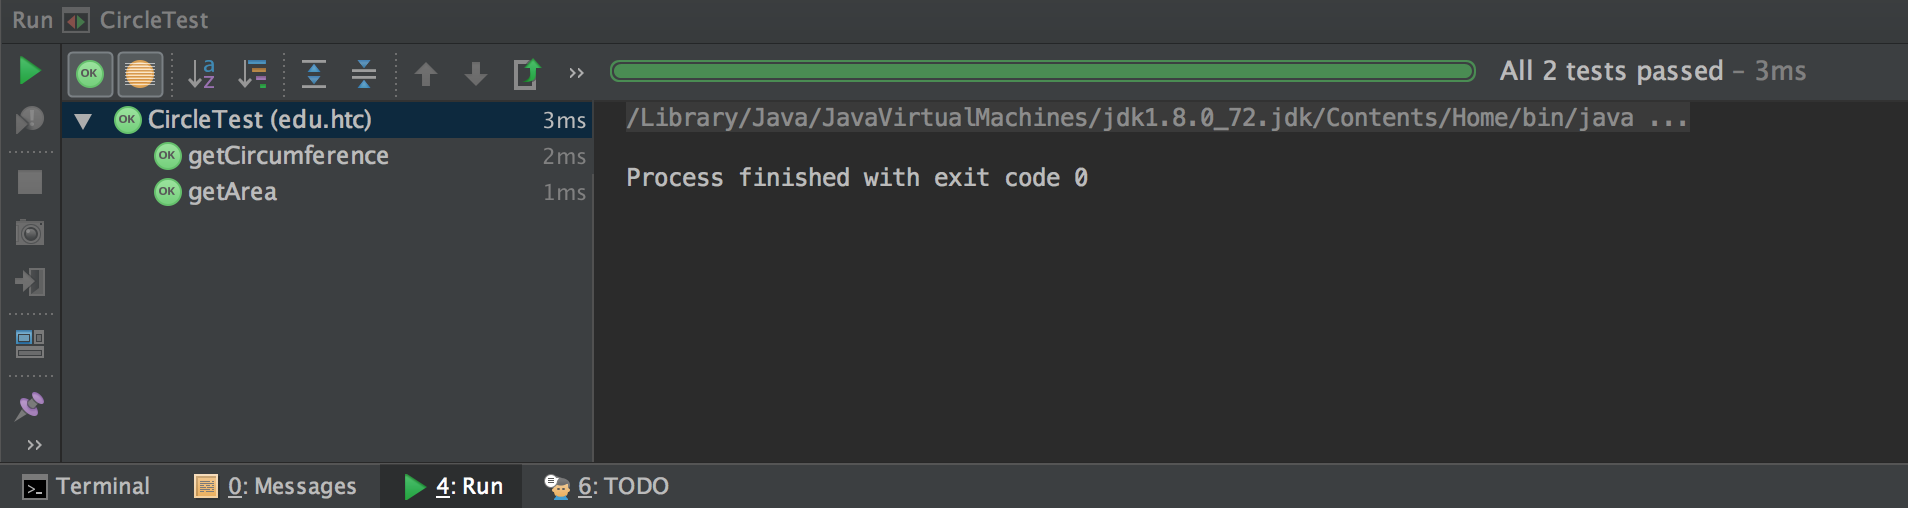 Run CircleTest
OK
a
z
»
All 2 tests passed – 3ms
OK CircleTest (edu.htc) 3ms
OK getCircumference 2ms
OK getArea 1ms
/Library/Java/JavaVirtualMachines/jdk1.8.0_72.jdk/Contents/Home/bin/java ...
Process finished with exit code 0
»
Terminal 0: Messages 4: Run 6: TODO